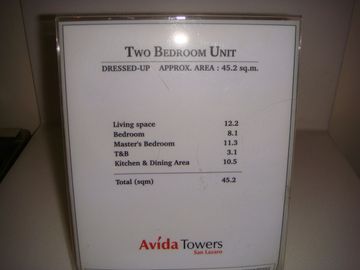 TWO BEDROOM UNIT
DRESSED-UP APPROX. AREA : 45.2 sq.m.
Living space 12.2
Bedroom 8.1
Master's Bedroom 11.3
T&B 3.1
Kitchen & Dining Area 10.5
Total (sqm) 45.2
Avida Towers
San Lazaro